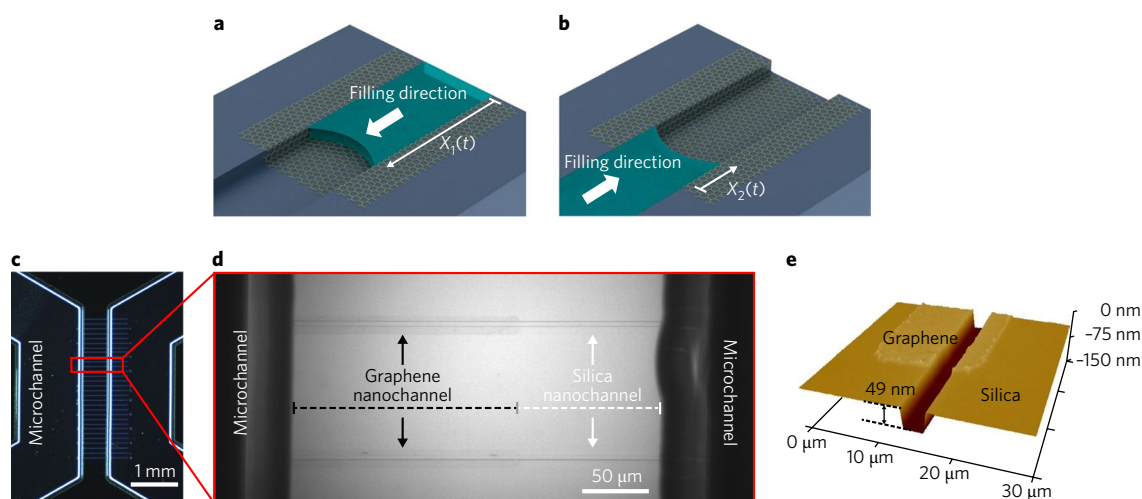 a
Filling direction
X₁(t)
b
Filling direction
X₂(t)
c
Microchannel
1 mm
d
Microchannel
Graphene
nanochannel
Silica
nanochannel
Microchannel
50 μm
e
Graphene
49 nm
Silica
0 nm
–75 nm
–150 nm
0 μm
10 μm
20 μm
30 μm